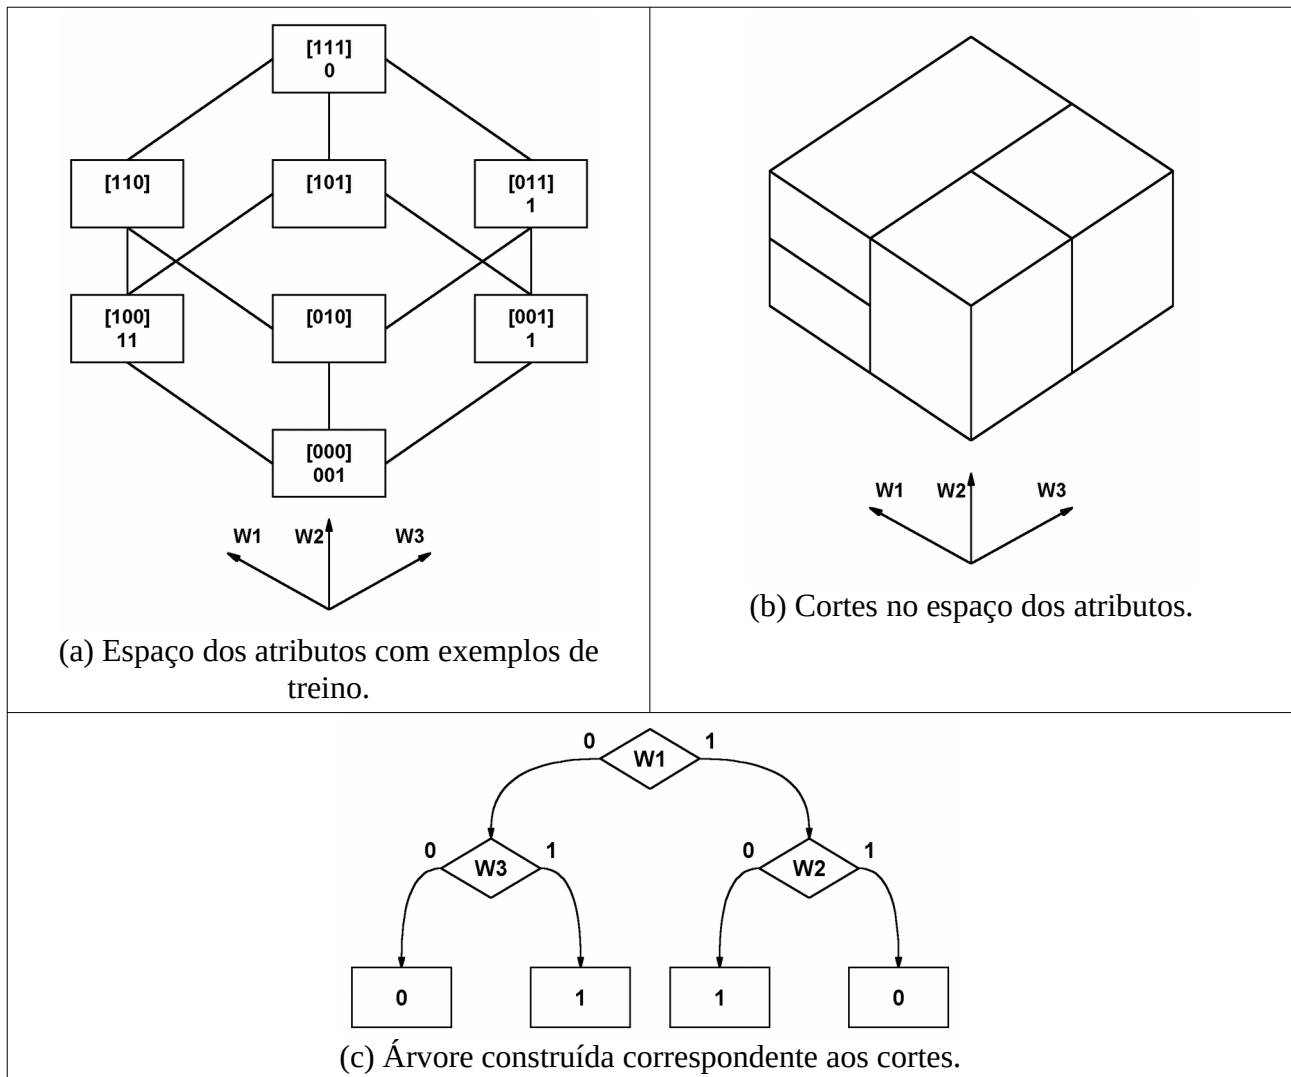 [111]
0
[110]
[101]
[011]
1
[100]
11
[010]
[001]
1
[000]
001
W1
W2
W3
(a) Espaço dos atributos com exemplos de
treino.
W1
W2
W3
(b) Cortes no espaço dos atributos.
0
1
W1
0
1
W3
0
1
W2
0
1
1
0
(c) Árvore construída correspondente aos cortes.